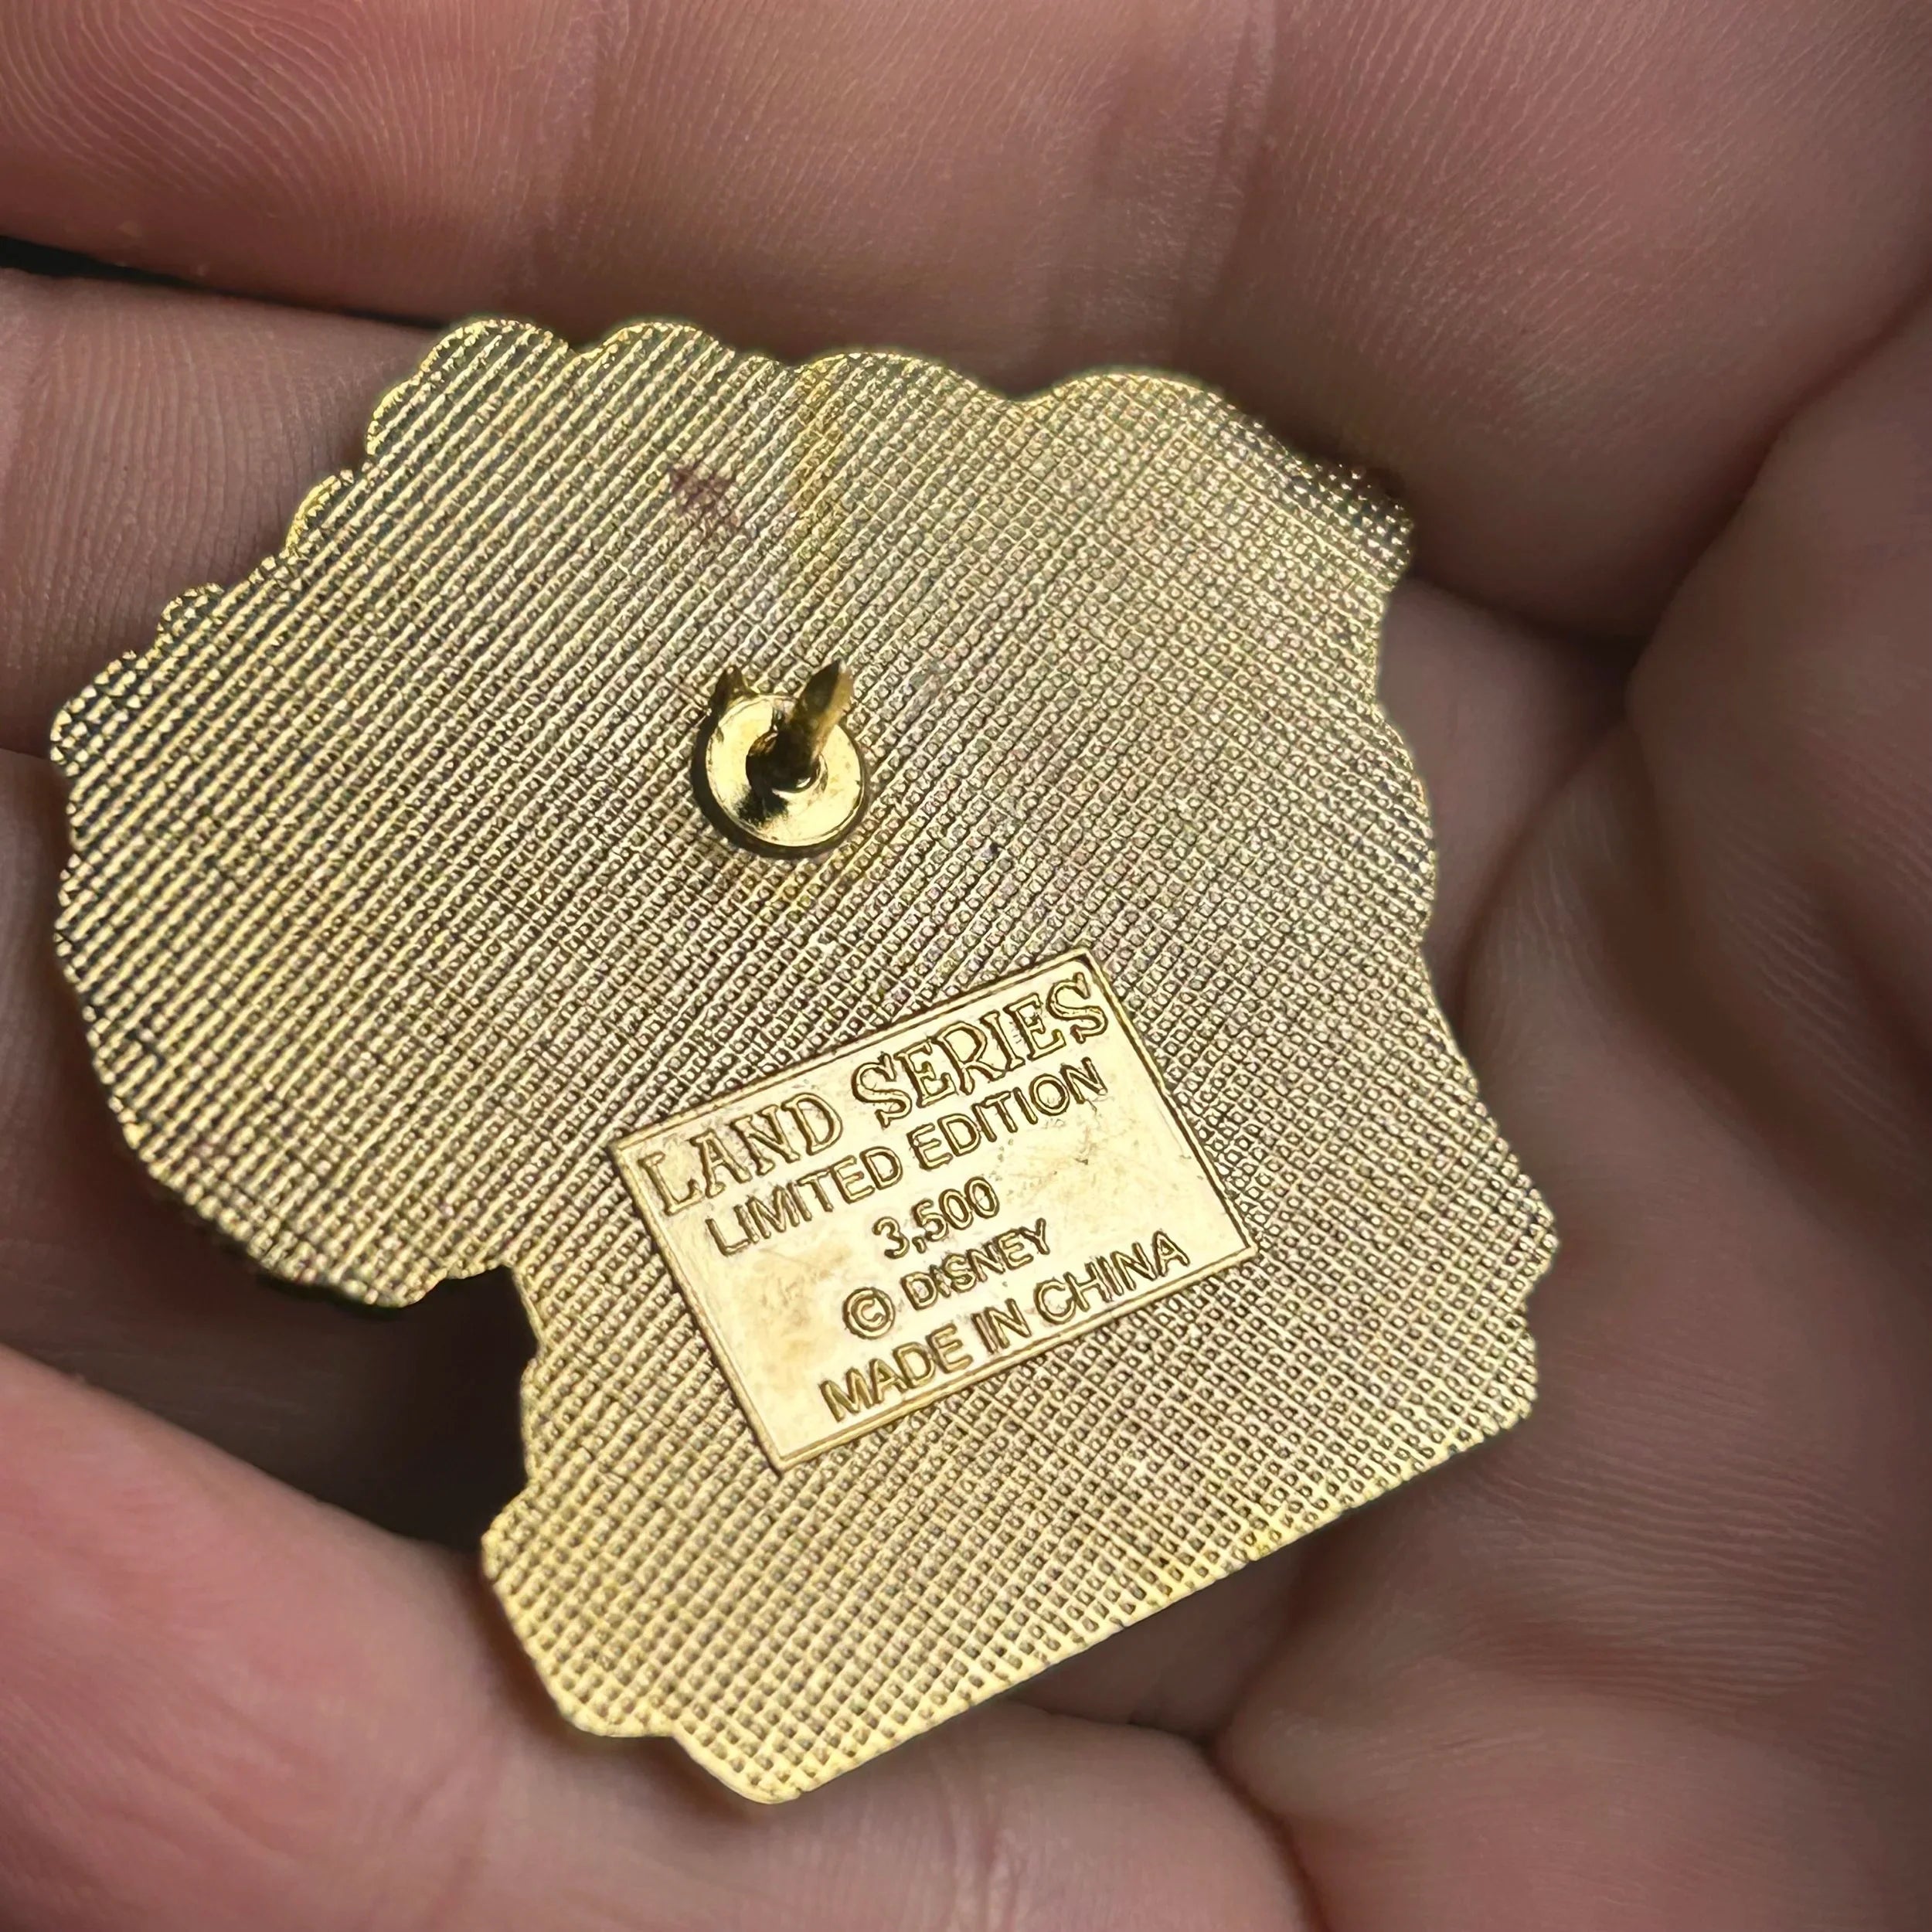 LAND SERIES
LIMITED EDITION
3,500
© DISNEY
MADE IN CHINA